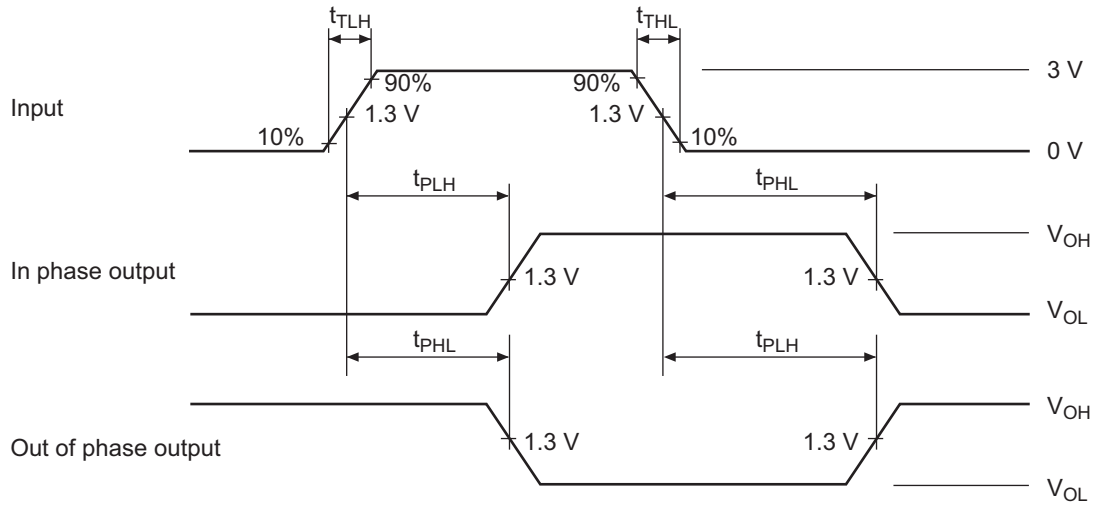 tTLH
tTHL
Input
90%
90%
3 V
1.3 V
1.3 V
10%
10%
0 V
tPLH
tPHL
VOH
In phase output
1.3 V
1.3 V
VOL
tPHL
tPLH
VOH
Out of phase output
1.3 V
1.3 V
VOL